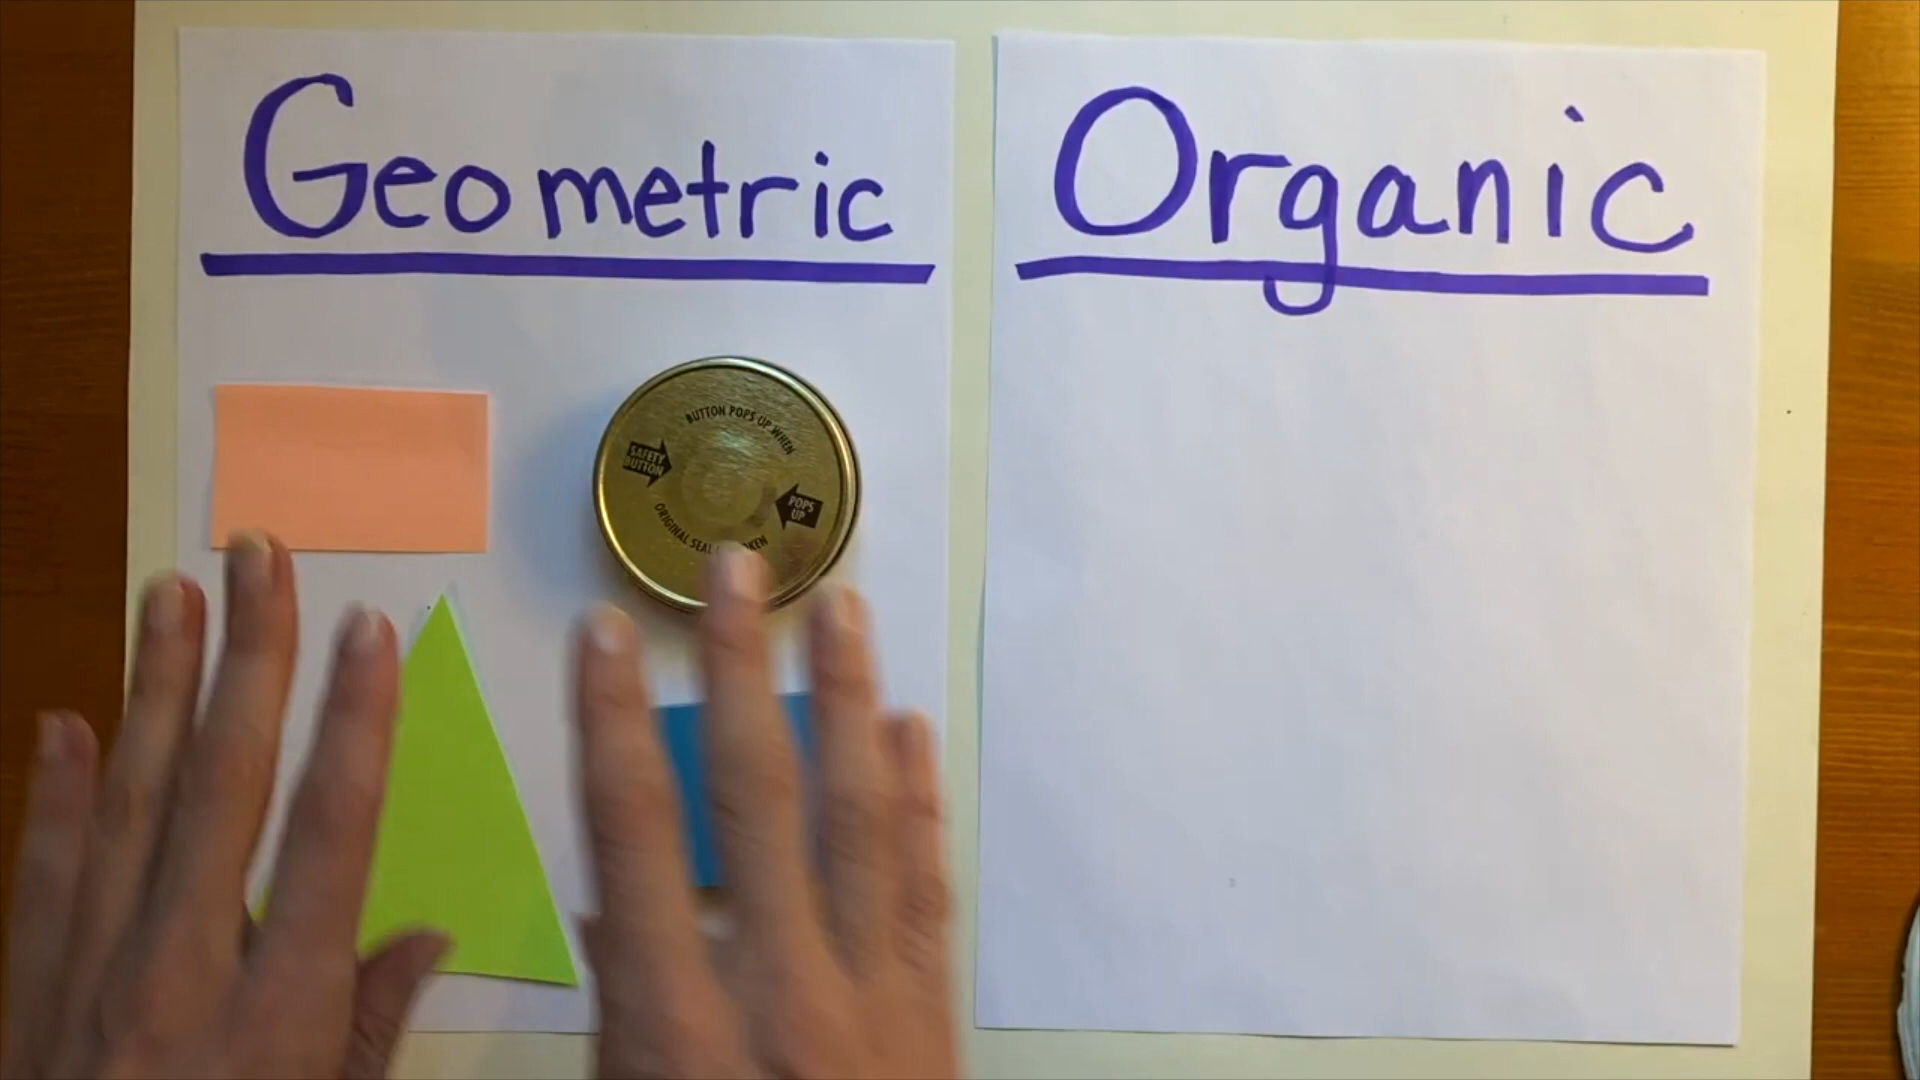 Geometric
Organic
BUTTON POPS UP WHEN
SAFETY
BUTTON
POPS
UP
ORIGINAL SEAL